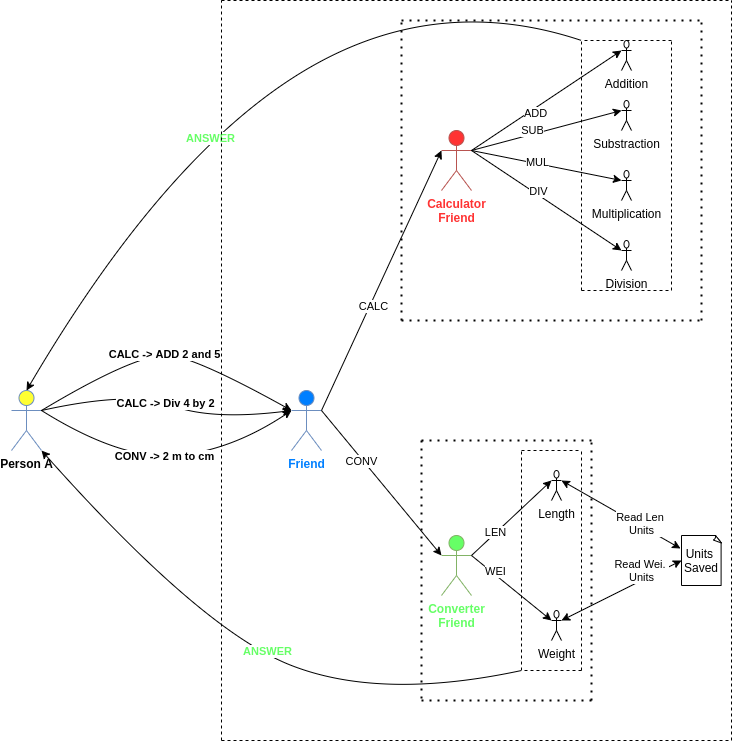 Addition
ADD
SUB
ANSWER
Substraction
MUL
DIV
Calculator
Friend
Multiplication
Division
CALC
CALC -> ADD 2 and 5
CALC -> Div 4 by 2
CONV -> 2 m to cm
Person A
Friend
CONV
Length
Read Len
Units
LEN
Units
Saved
WEI
Read Wei.
Units
Converter
Friend
Weight
ANSWER